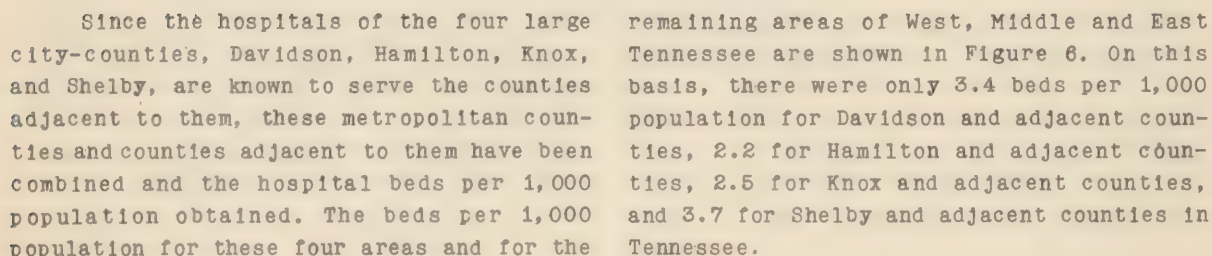 Since the hospitals of the four large
city-counties, Davidson, Hamilton, Knox,
and Shelby, are known to serve the counties
adjacent to them, these metropolitan coun-
ties and counties adjacent to them have been
combined and the hospital beds per 1,000
population obtained. The beds per 1,000
population for these four areas and for the
remaining areas of West, Middle and East
Tennessee are shown in Figure 6. On this
basis, there were only 3.4 beds per 1,000
population for Davidson and adjacent coun-
ties, 2.2 for Hamilton and adjacent coun-
ties, 2.5 for Knox and adjacent counties,
and 3.7 for Shelby and adjacent counties in
Tennessee.